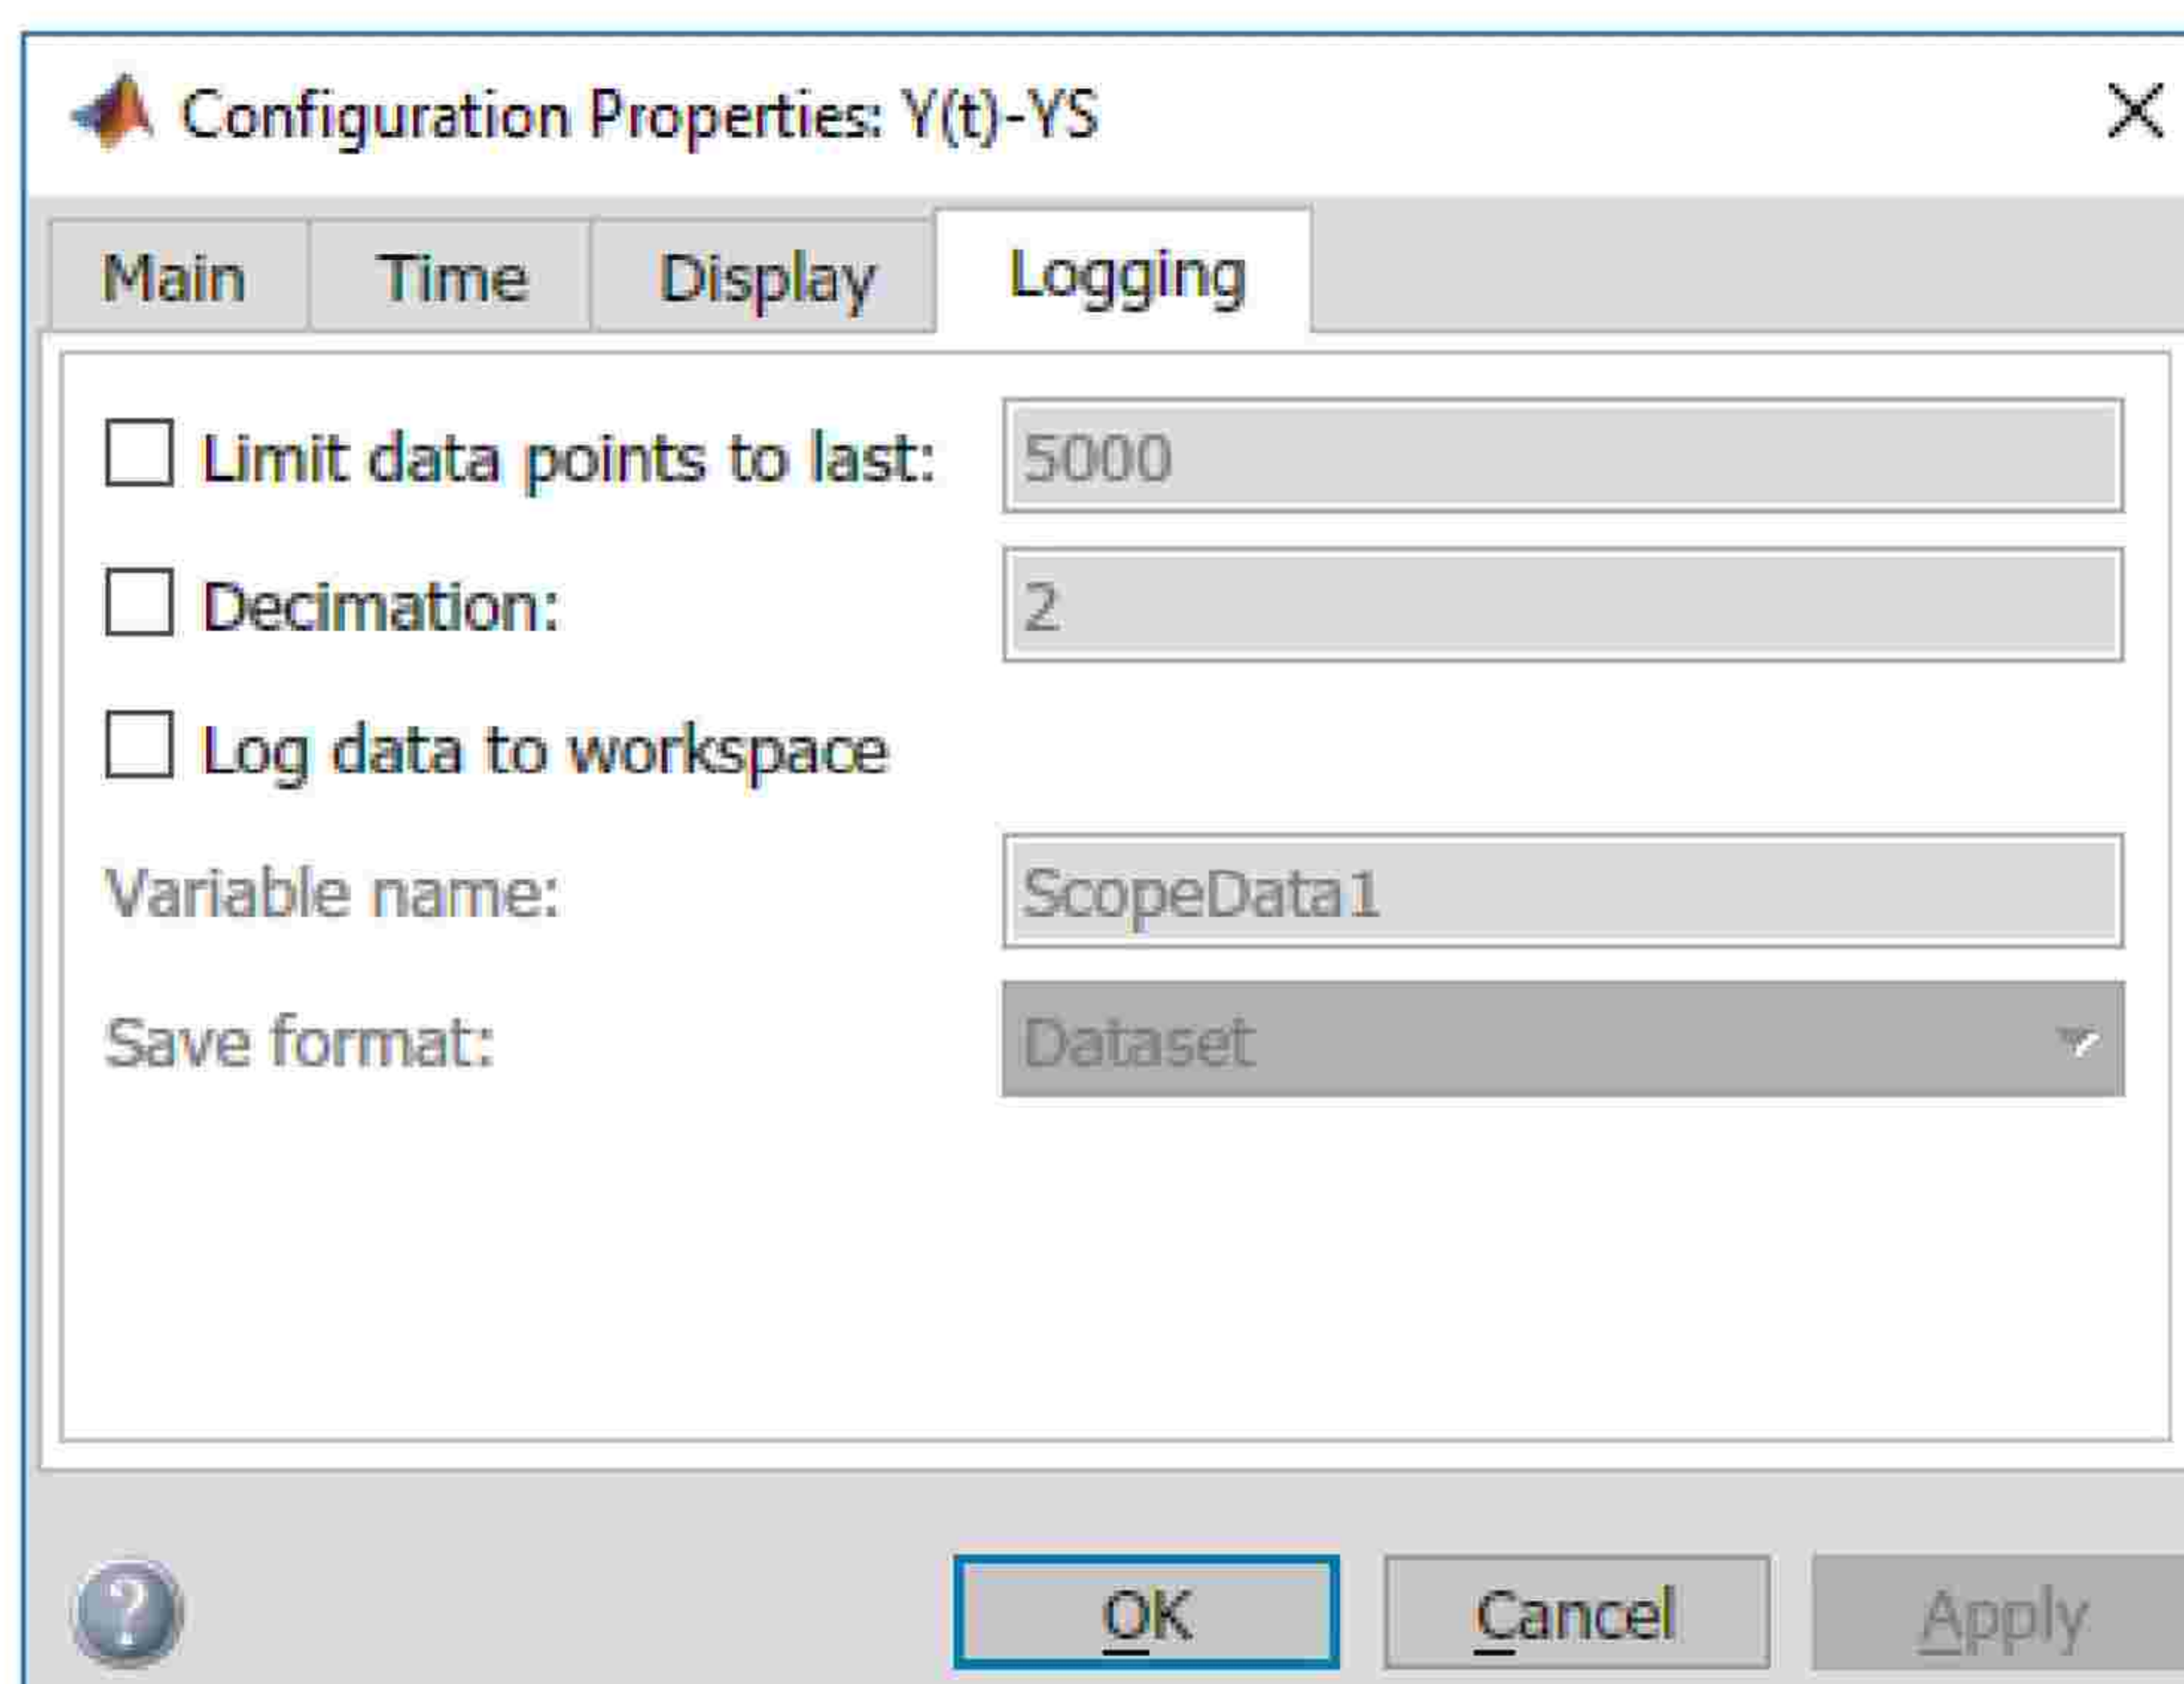 Configuration Properties: Y(t)-YS
Main Time Display Logging
Limit data points to last: 5000
Decimation: 2
Log data to workspace
Variable name: ScopeData1
Save format: Dataset
? OK Cancel Apply